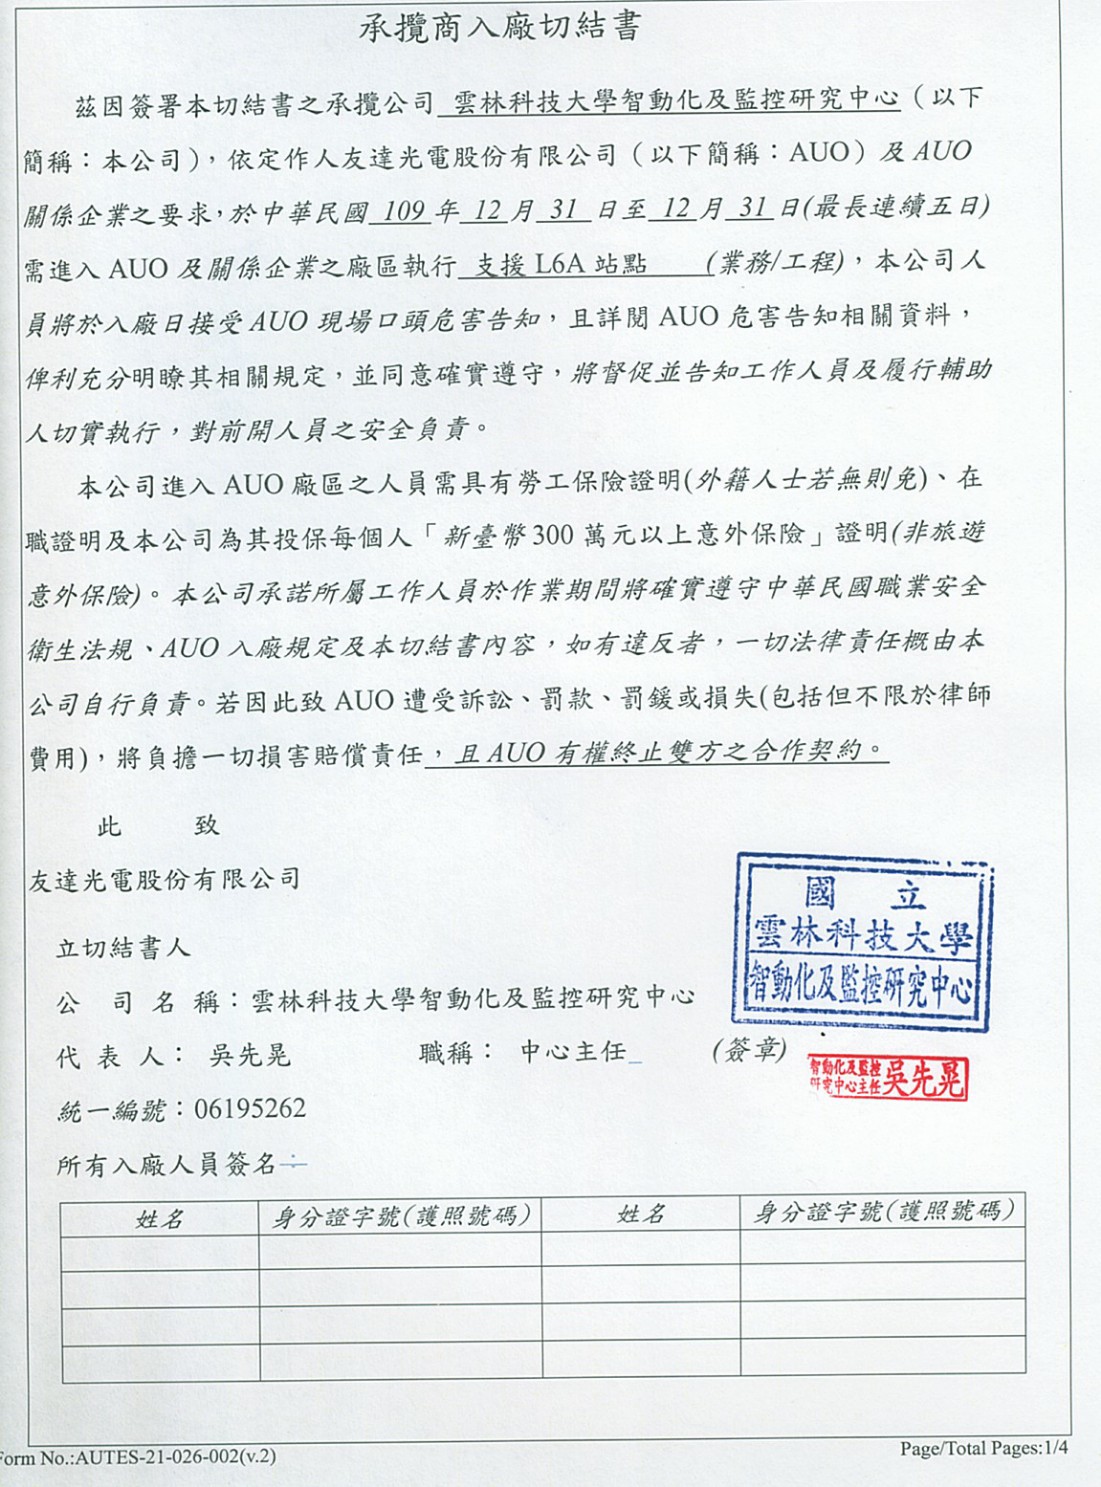 承攬商入廠切結書
茲因簽署本切結書之承攬公司 雲林科技大學智動化及監控研究中心（以下
簡稱：本公司），依定作人友達光電股份有限公司（以下簡稱：AUO）及AUO
關係企業之要求，於中華民國 109 年 12 月 31 日至 12 月 31 日(最長連續五日)
需進入 AUO 及關係企業之廠區執行 支援 L6A 站點 (業務/工程)，本公司人
員將於入廠日接受 AUO 現場口頭危害告知，且詳閱 AUO 危害告知相關資料，
俾利充分明瞭其相關規定，並同意確實遵守，將督促並告知工作人員及履行輔助
人切實執行，對前開人員之安全負責。
本公司進入 AUO 廠區之人員需具有勞工保險證明(外籍人士若無則免)、在
職證明及本公司為其投保每個人「新臺幣 300 萬元以上意外保險」證明(非旅遊
意外保險)。本公司承諾所屬工作人員於作業期間將確實遵守中華民國職業安全
衛生法規、AUO 入廠規定及本切結書內容，如有違反者，一切法律責任概由本
公司自行負責。若因此致 AUO 遭受訴訟、罰款、罰鍰或損失(包括但不限於律師
費用)，將負擔一切損害賠償責任，且 AUO 有權終止雙方之合作契約。
此 致
友達光電股份有限公司
國 立
雲林科技大學
智動化及監控研究中心
立切結書人
公 司 名 稱：雲林科技大學智動化及監控研究中心
代 表 人： 吳先晃 職稱： 中心主任 (簽章)
智動化及監控
研究中心主任 吳先晃
統一編號：06195262
所有入廠人員簽名：
姓名 身分證字號(護照號碼) 姓名 身分證字號(護照號碼)
Form No.:AUTES-21-026-002(v.2) Page/Total Pages:1/4